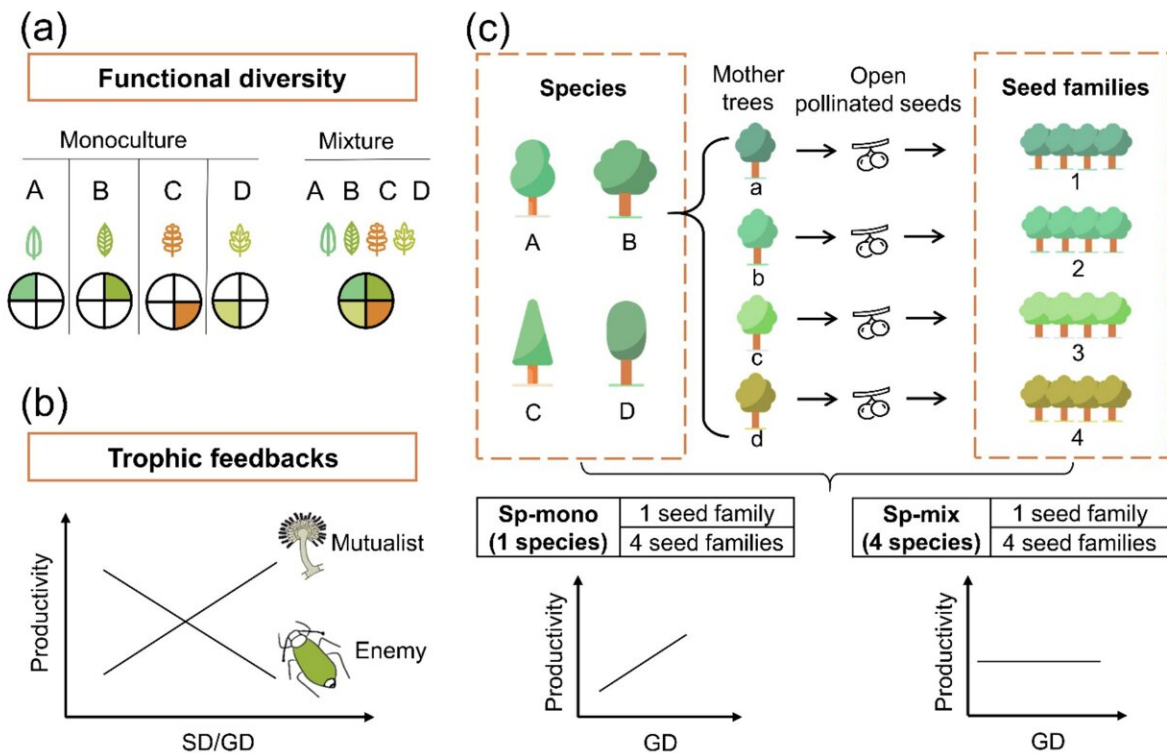 (a)
Functional diversity
Monoculture
Mixture
A B C D
A B C D
(b)
Trophic feedbacks
Productivity
Mutualist
Enemy
SD/GD
(c)
Species
A B
C D
Mother
trees
a
b
c
d
Open
pollinated seeds
Seed families
1
2
3
4
Sp-mono
(1 species)
1 seed family
4 seed families
Sp-mix
(4 species)
1 seed family
4 seed families
Productivity
GD
Productivity
GD